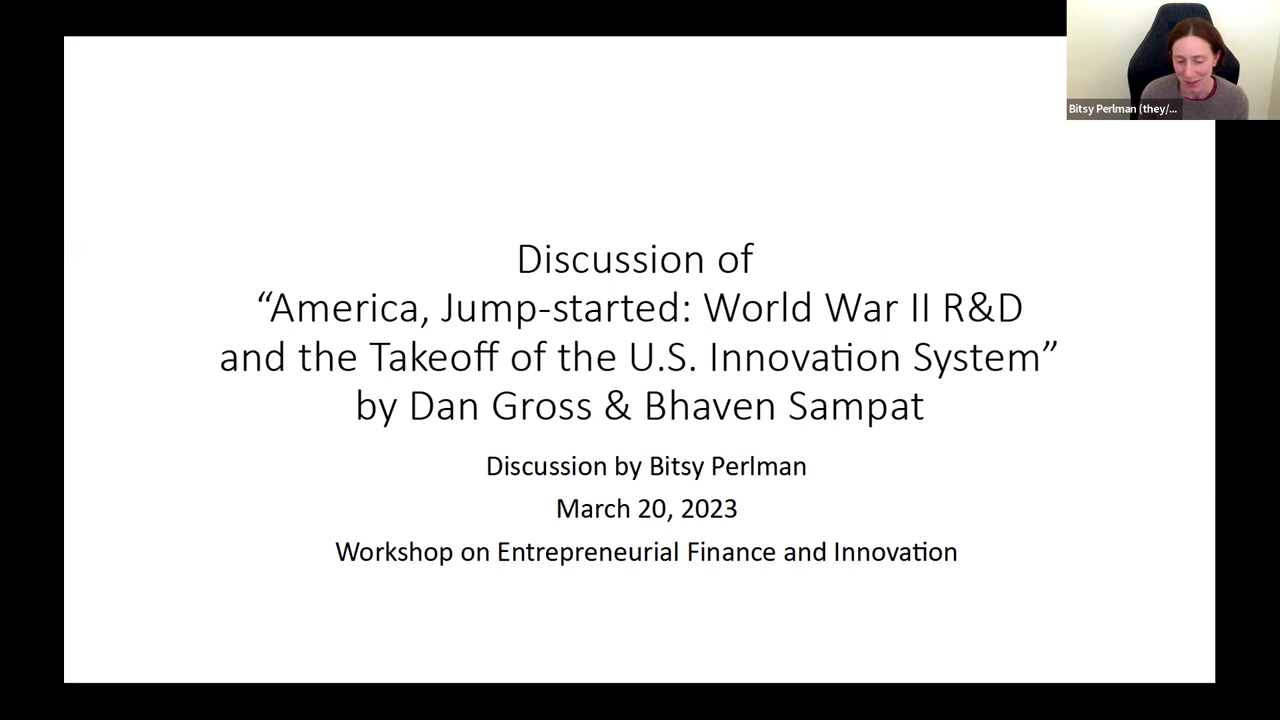 Bitsy Perlman (they/...
Discussion of
“America, Jump-started: World War II R&D
and the Takeoff of the U.S. Innovation System”
by Dan Gross & Bhaven Sampat
Discussion by Bitsy Perlman
March 20, 2023
Workshop on Entrepreneurial Finance and Innovation